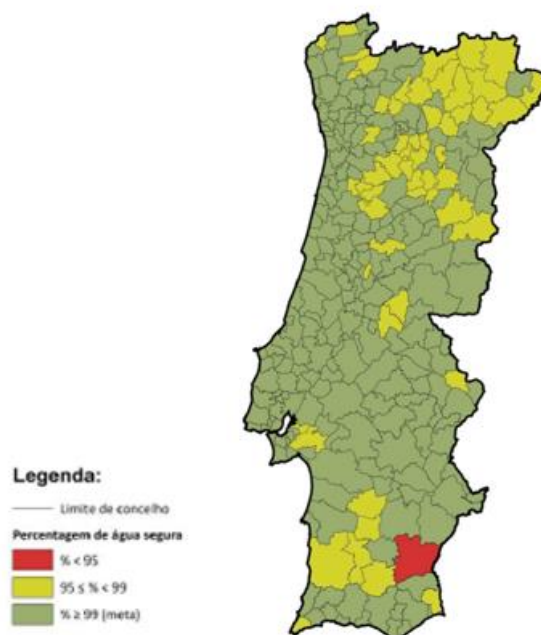 Legenda:
Limite de concelho
Percentagem de água segura
% < 95
95 ≤ % < 99
% ≥ 99 (meta)